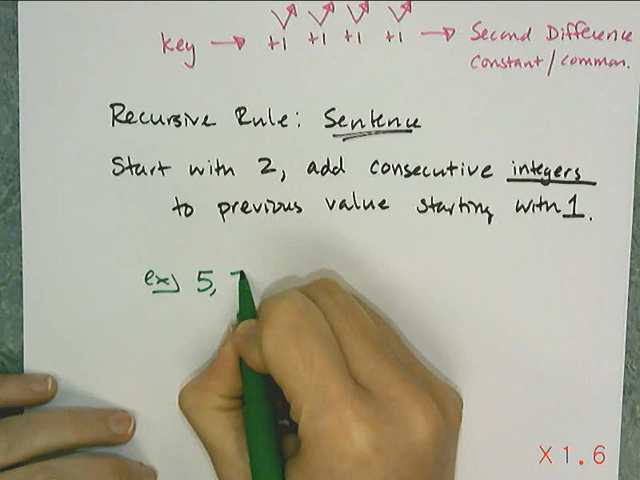 key → +1 +1 +1 +1 → Second Difference
constant/common.
Recursive Rule: Sentence
Start with 2, add consecutive integers
to previous value starting with 1.
ex) 5, 7
X1.6